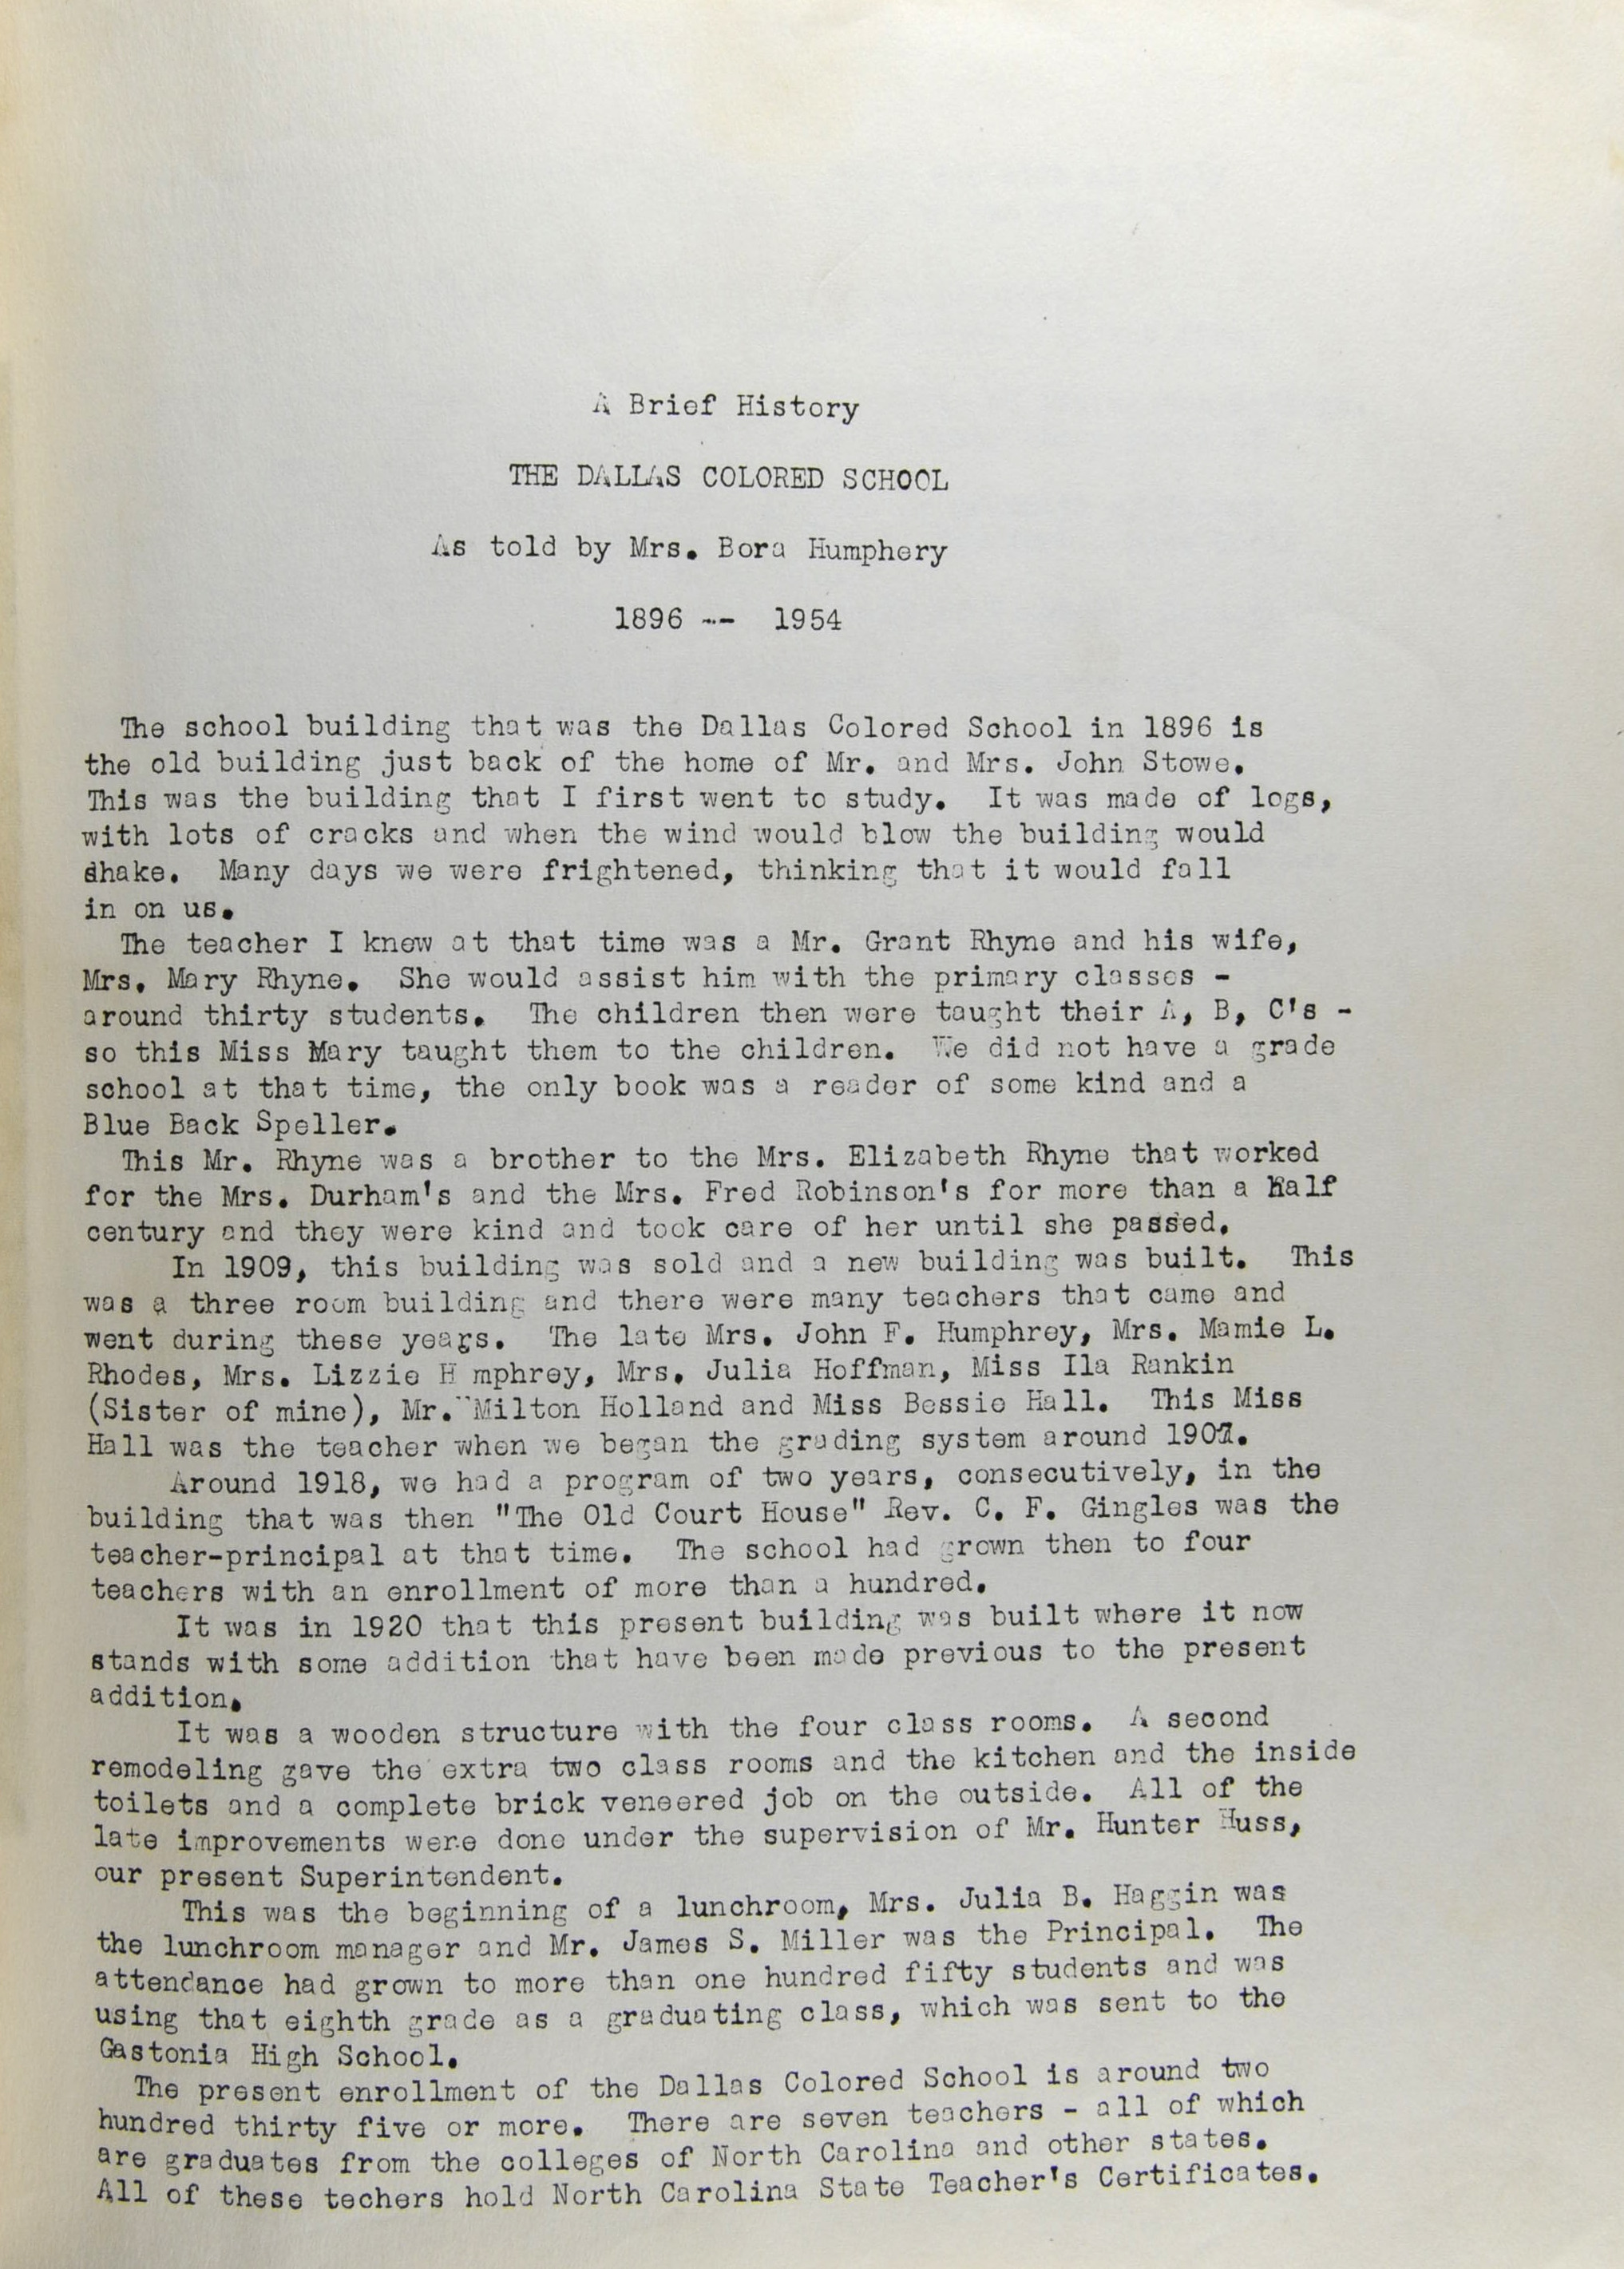 A Brief History
THE DALLAS COLORED SCHOOL
As told by Mrs. Bora Humphery
1896 -- 1954
The school building that was the Dallas Colored School in 1896 is
the old building just back of the home of Mr. and Mrs. John Stowe.
This was the building that I first went to study. It was made of logs,
with lots of cracks and when the wind would blow the building would
shake. Many days we were frightened, thinking that it would fall
in on us.
The teacher I knew at that time was a Mr. Grant Rhyne and his wife,
Mrs. Mary Rhyne. She would assist him with the primary classes -
around thirty students. The children then were taught their A, B, C's -
so this Miss Mary taught them to the children. We did not have a grade
school at that time, the only book was a reader of some kind and a
Blue Back Speller.
This Mr. Rhyne was a brother to the Mrs. Elizabeth Rhyne that worked
for the Mrs. Durham's and the Mrs. Fred Robinson's for more than a half
century and they were kind and took care of her until she passed.
In 1909, this building was sold and a new building was built. This
was a three room building and there were many teachers that came and
went during these years. The late Mrs. John F. Humphrey, Mrs. Mamie L.
Rhodes, Mrs. Lizzie H mphrey, Mrs. Julia Hoffman, Miss Ila Rankin
(Sister of mine), Mr. Milton Holland and Miss Bessie Hall. This Miss
Hall was the teacher when we began the grading system around 1907.
Around 1918, we had a program of two years, consecutively, in the
building that was then "The Old Court House" Rev. C. F. Gingles was the
teacher-principal at that time. The school had grown then to four
teachers with an enrollment of more than a hundred.
It was in 1920 that this present building was built where it now
stands with some addition that have been made previous to the present
addition.
It was a wooden structure with the four class rooms. A second
remodeling gave the extra two class rooms and the kitchen and the inside
toilets and a complete brick veneered job on the outside. All of the
late improvements were done under the supervision of Mr. Hunter Huss,
our present Superintendent.
This was the beginning of a lunchroom, Mrs. Julia B. Haggin was
the lunchroom manager and Mr. James S. Miller was the Principal. The
attendance had grown to more than one hundred fifty students and was
using that eighth grade as a graduating class, which was sent to the
Gastonia High School.
The present enrollment of the Dallas Colored School is around two
hundred thirty five or more. There are seven teachers - all of which
are graduates from the colleges of North Carolina and other states.
All of these techers hold North Carolina State Teacher's Certificates.